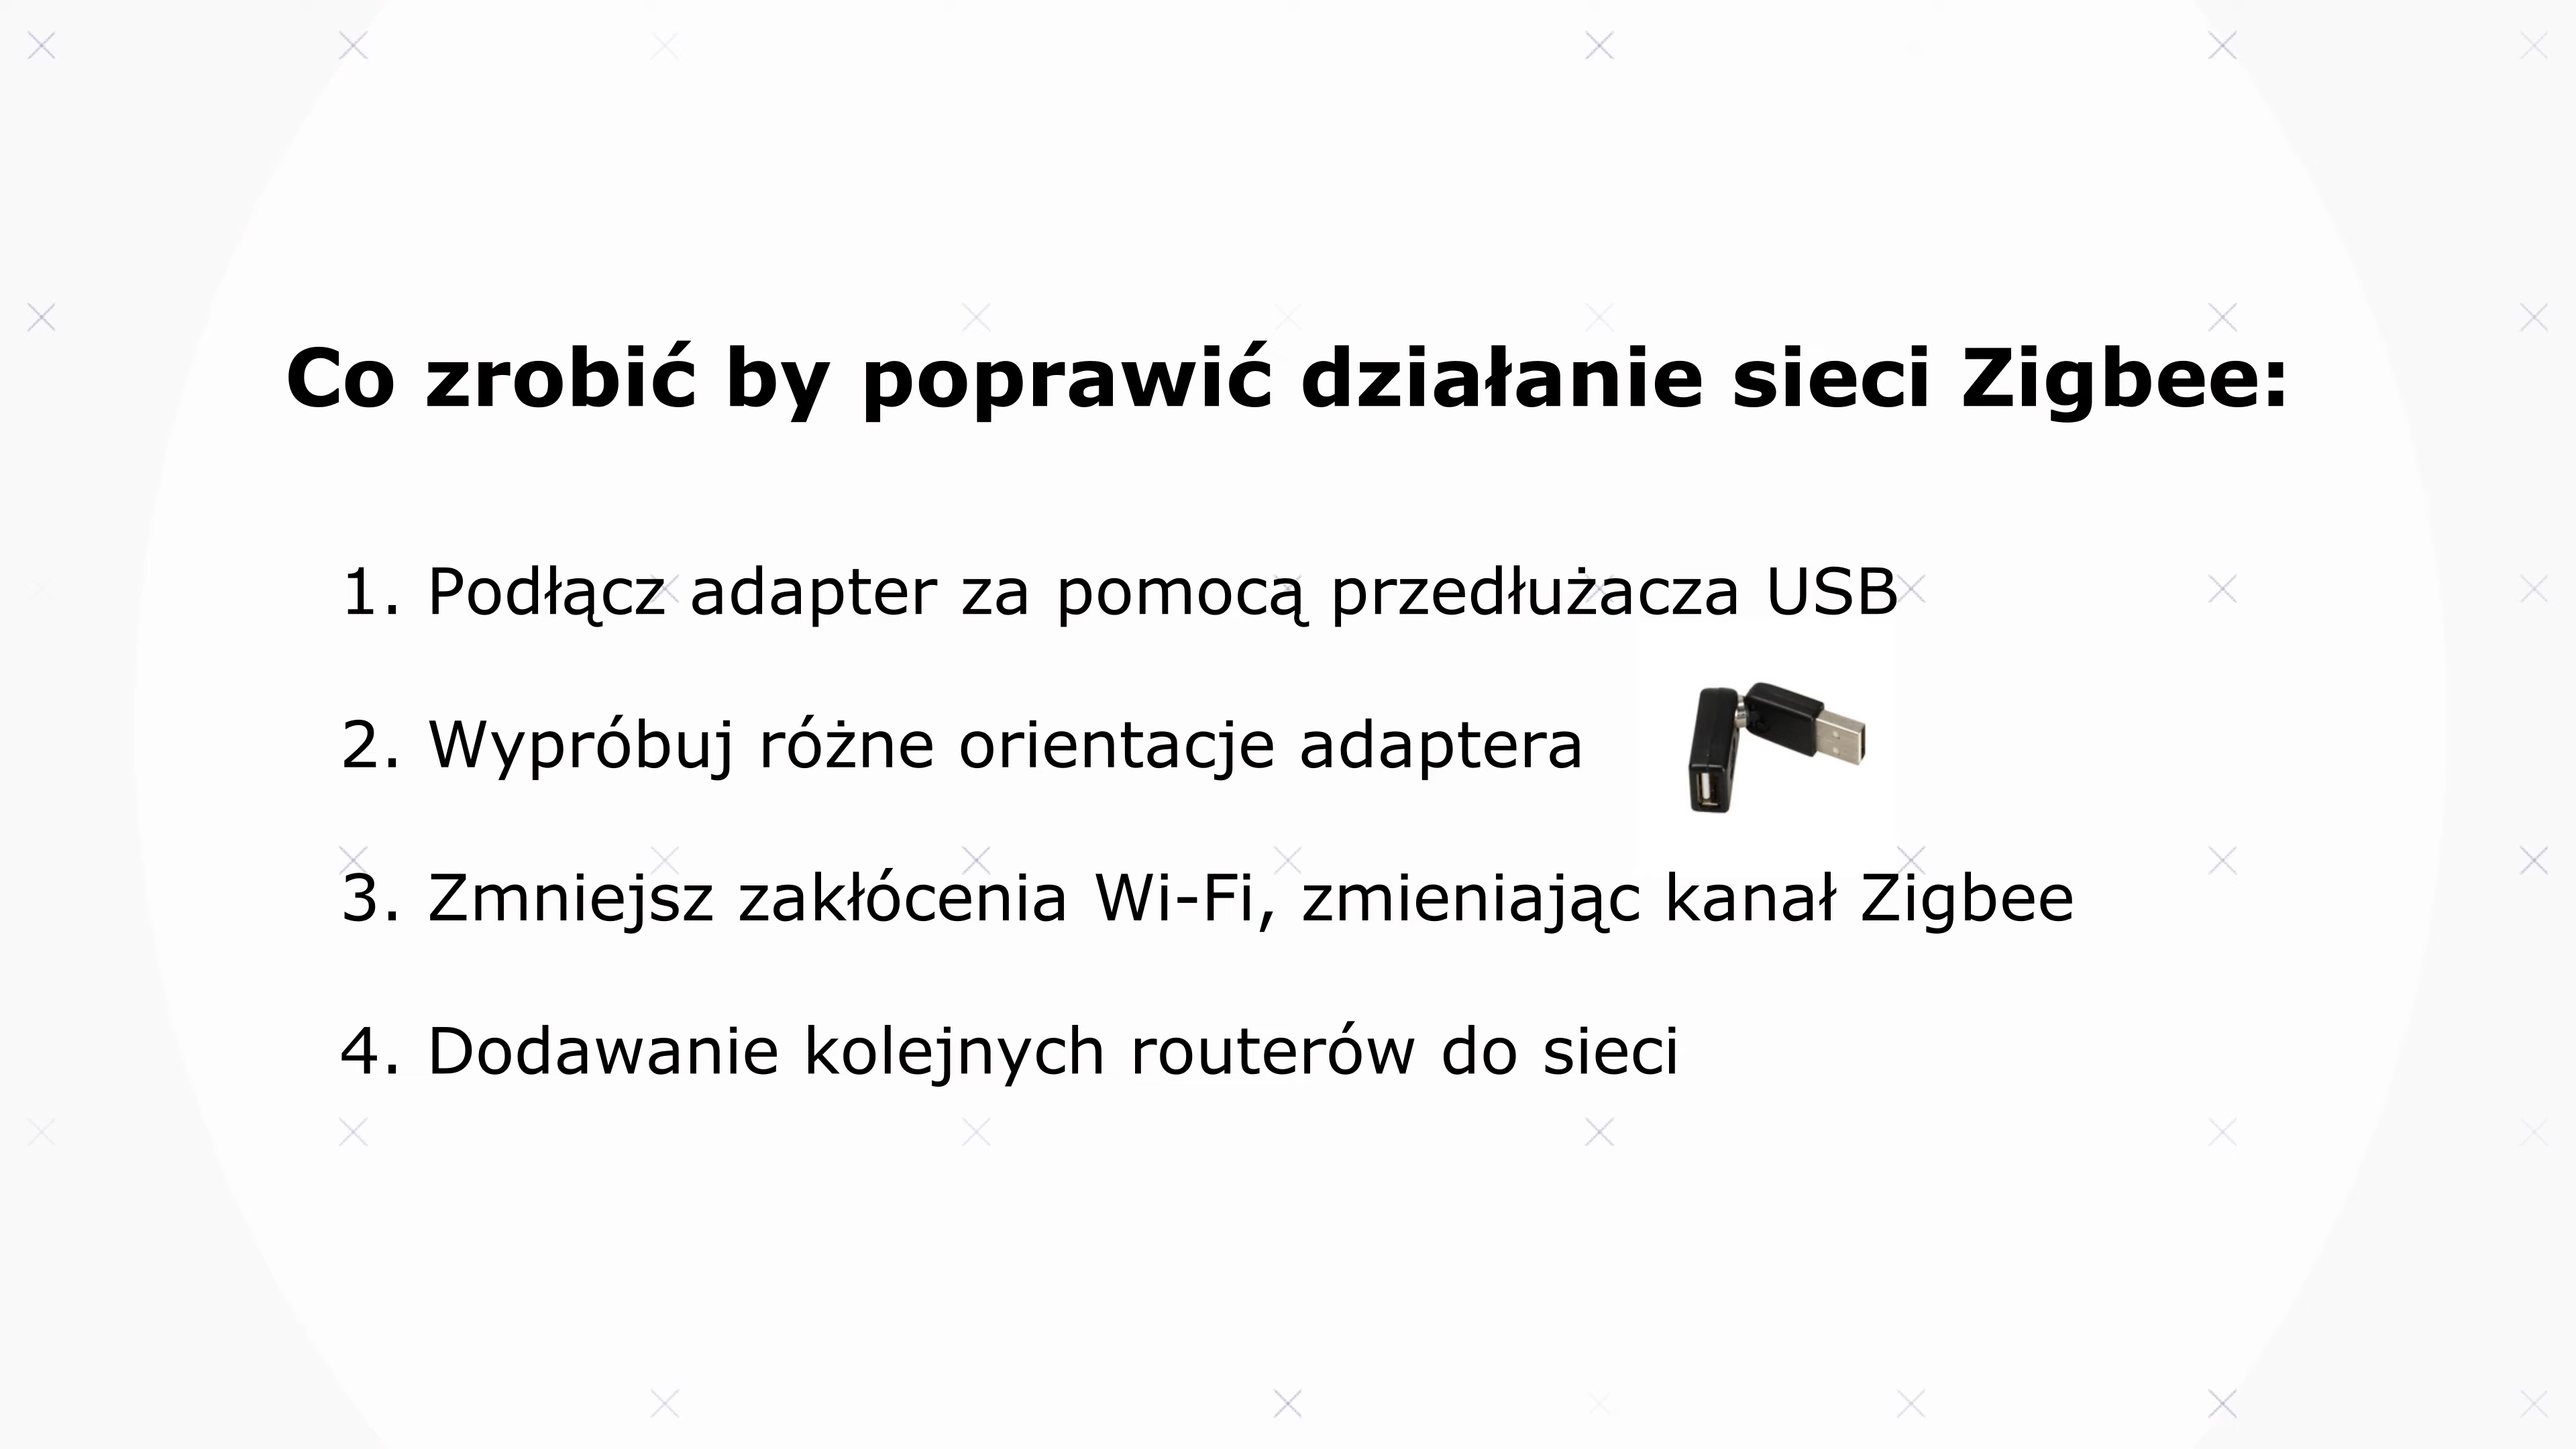 Co zrobić by poprawić działanie sieci Zigbee:
1. Podłącz adapter za pomocą przedłużacza USB
2. Wypróbuj różne orientacje adaptera
3. Zmniejsz zakłócenia Wi-Fi, zmieniając kanał Zigbee
4. Dodawanie kolejnych routerów do sieci